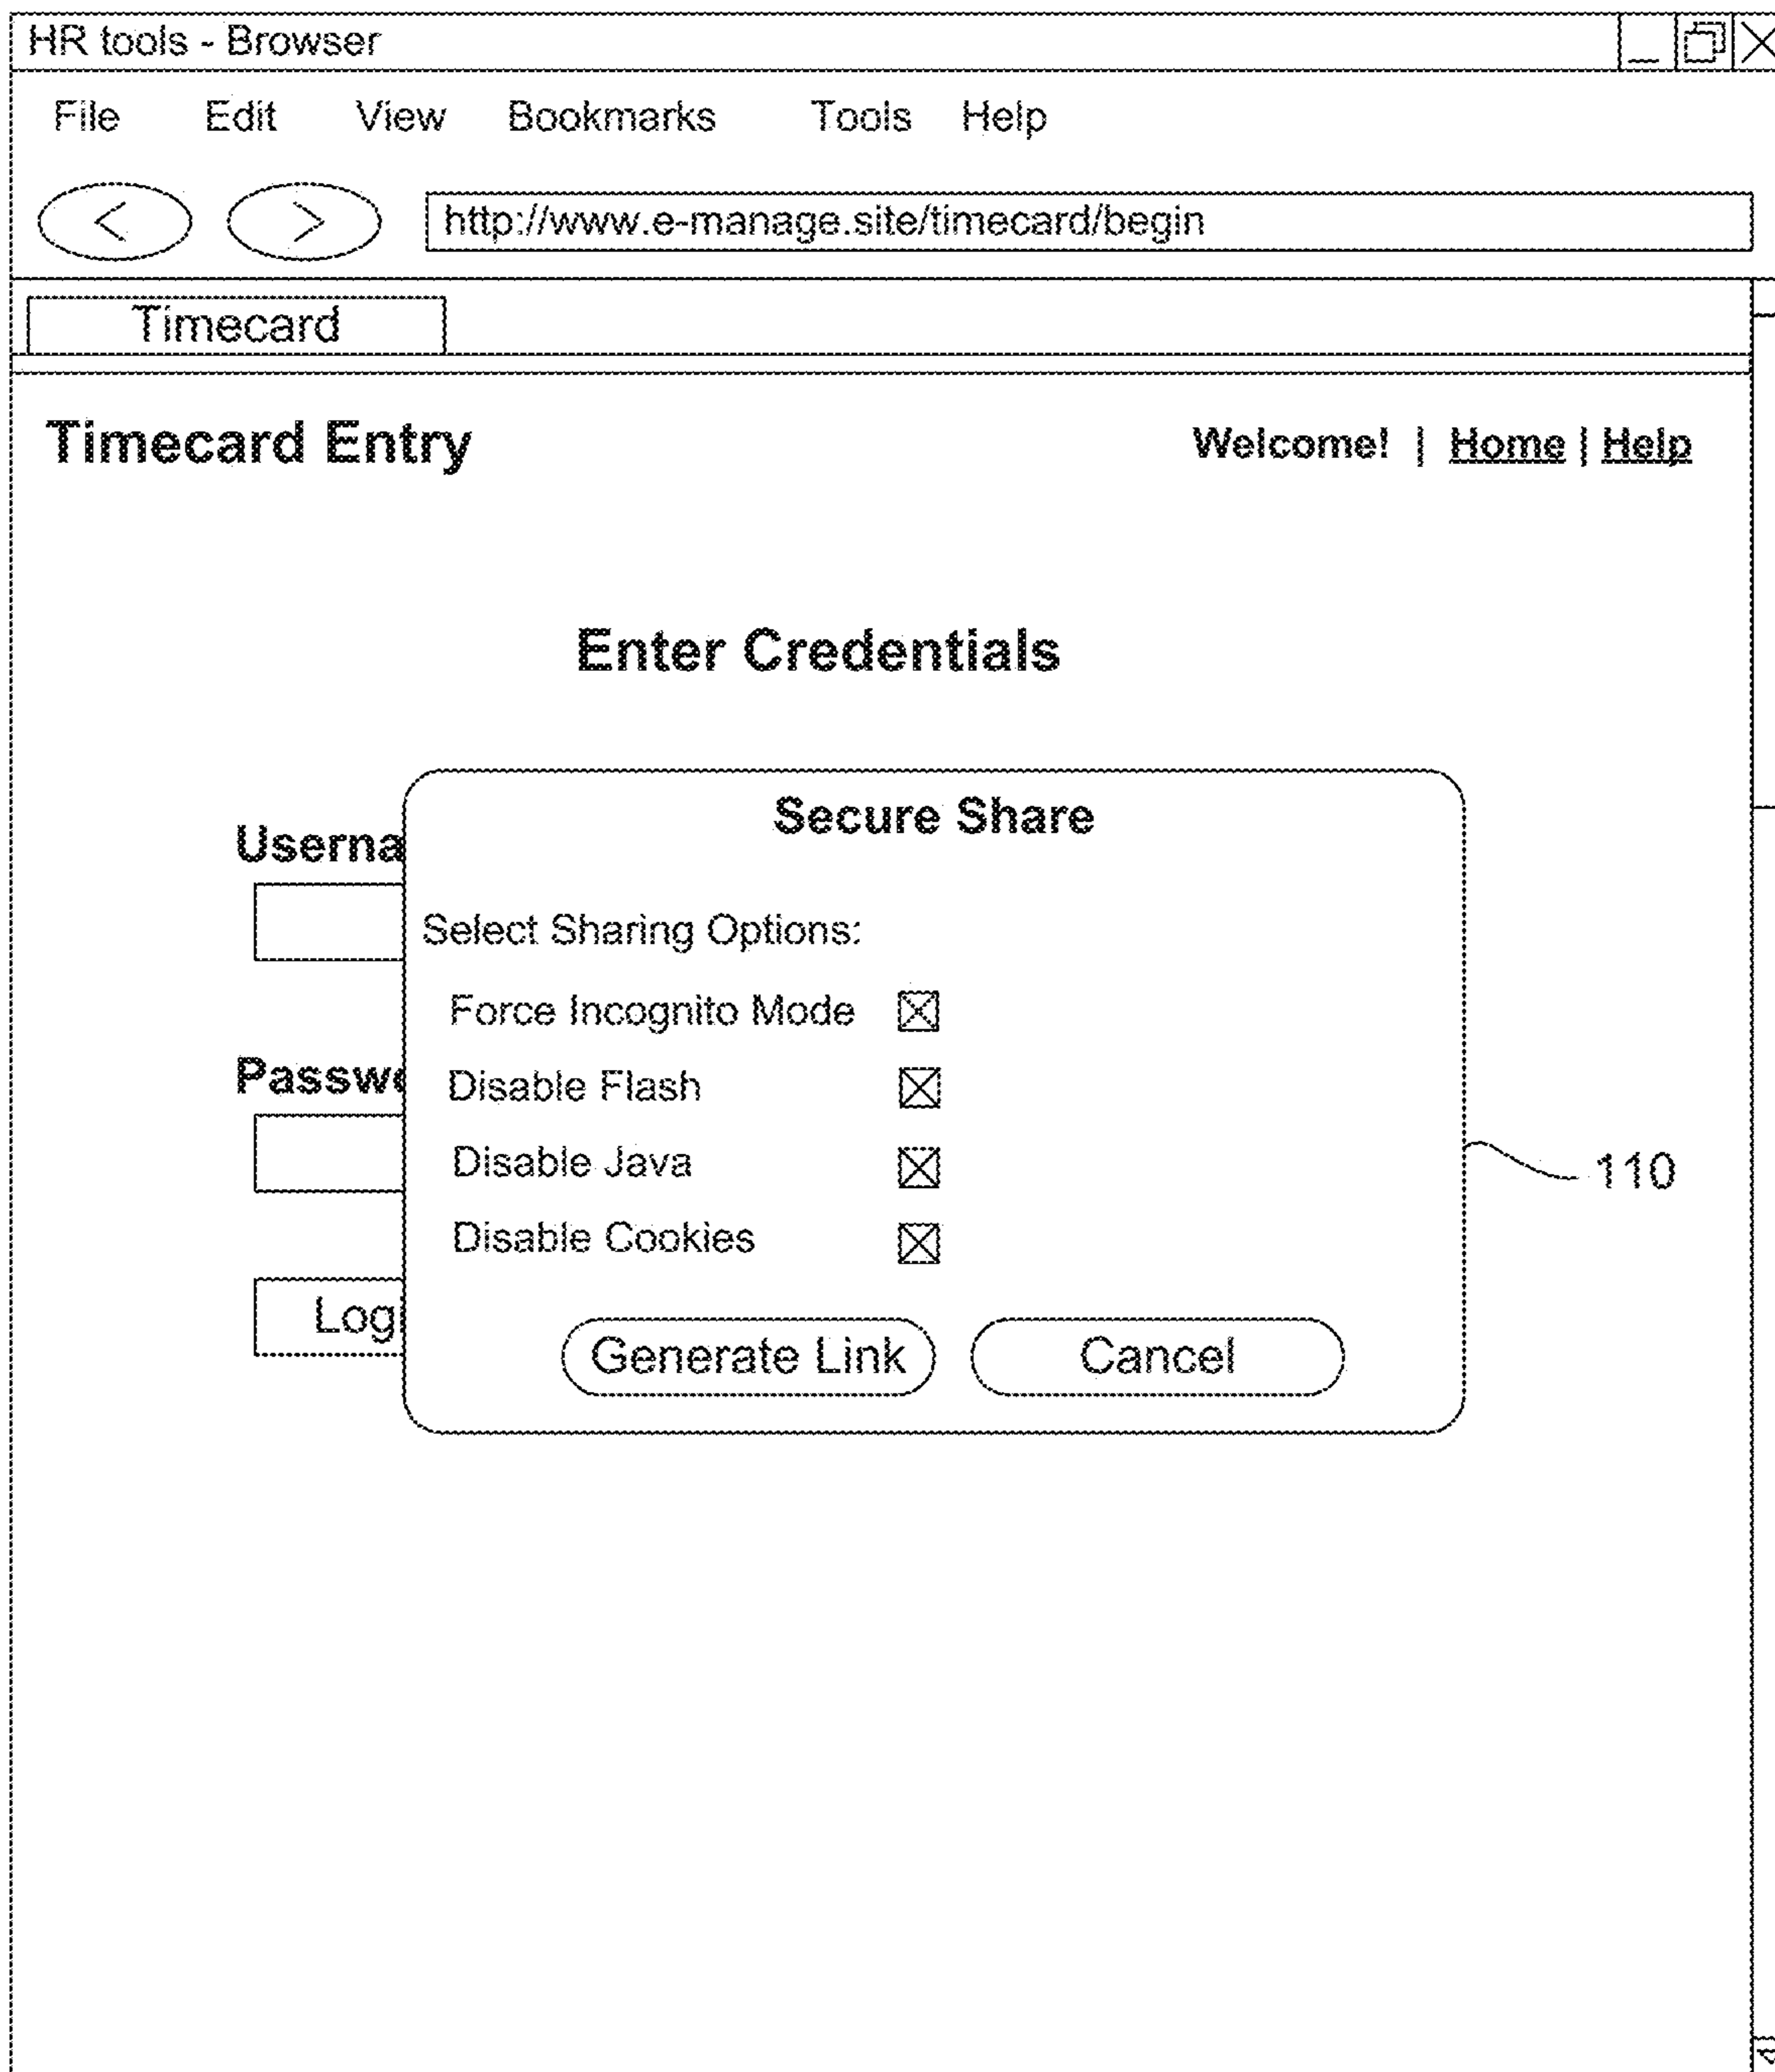 HR tools - Browser
File Edit View Bookmarks Tools Help
< > http://www.e-manage.site/timecard/begin
Timecard
Timecard Entry Welcome! | Home | Help
Enter Credentials
Secure Share
Userna
Select Sharing Options:
Force Incognito Mode
Passwo
Disable Flash
Disable Java
110
Disable Cookies
Log
Generate Link Cancel